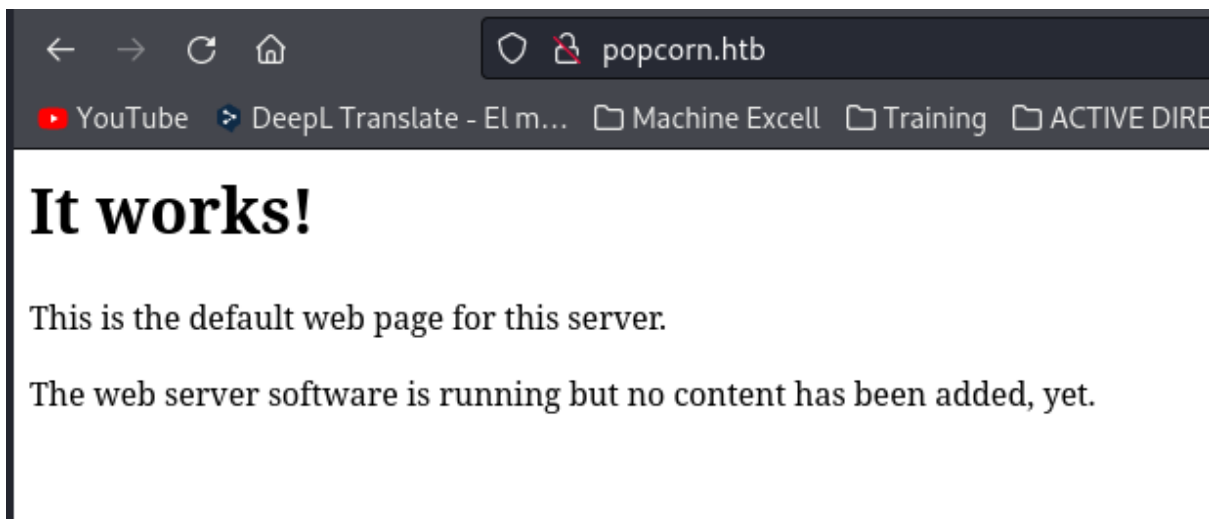 popcorn.htb
YouTube DeepL Translate - El m... Machine Excell Training ACTIVE DIRE
It works!
This is the default web page for this server.
The web server software is running but no content has been added, yet.